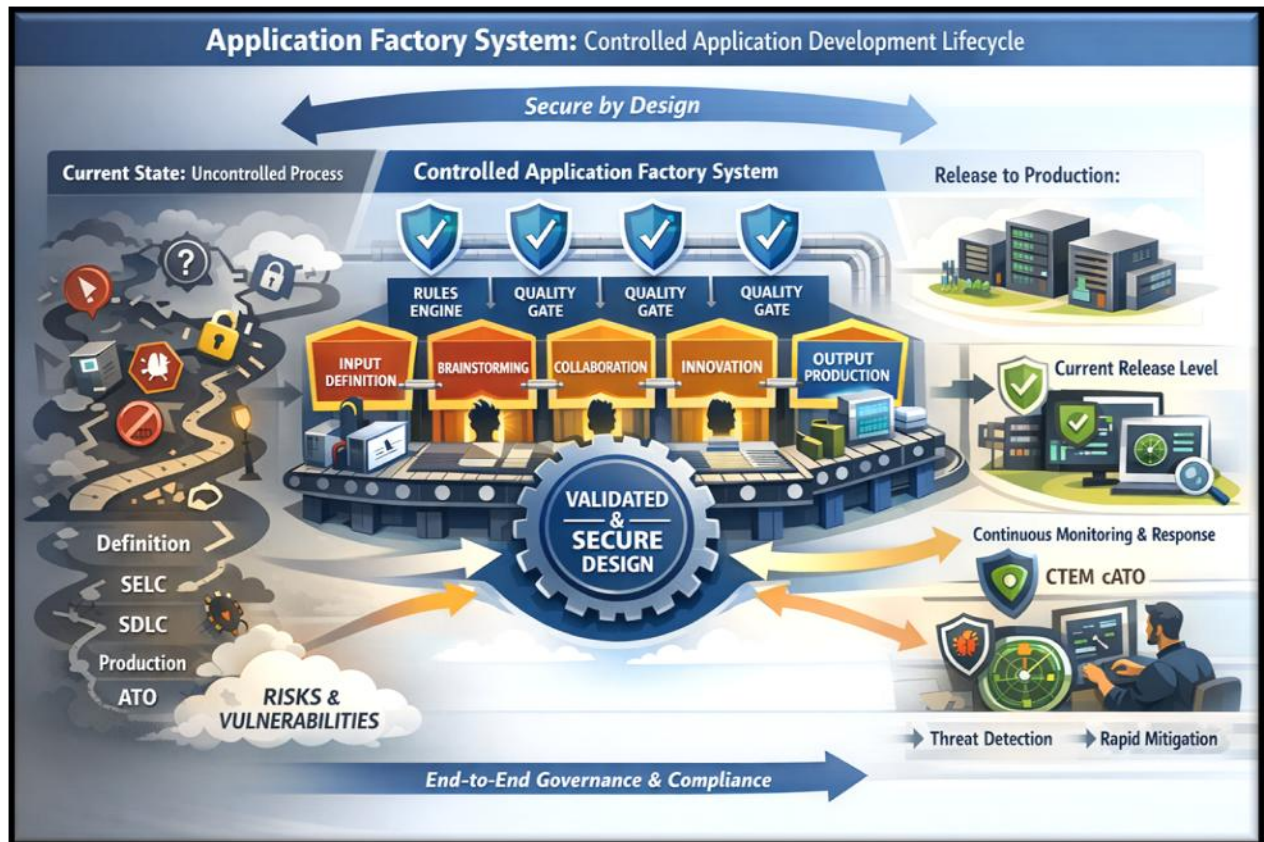 Application Factory System: Controlled Application Development Lifecycle
Secure by Design
Current State: Uncontrolled Process
Controlled Application Factory System
Release to Production:
?
RULES
ENGINE
QUALITY
GATE
QUALITY
GATE
QUALITY
GATE
INPUT
DEFINITION
BRAINSTORMING
COLLABORATION
INNOVATION
OUTPUT
PRODUCTION
Current Release Level
VALIDATED
&
SECURE
DESIGN
Definition
SELC
SDLC
Production
ATO
RISKS &
VULNERABILITIES
Continuous Monitoring & Response
CTEM cATO
Threat Detection
Rapid Mitigation
End-to-End Governance & Compliance